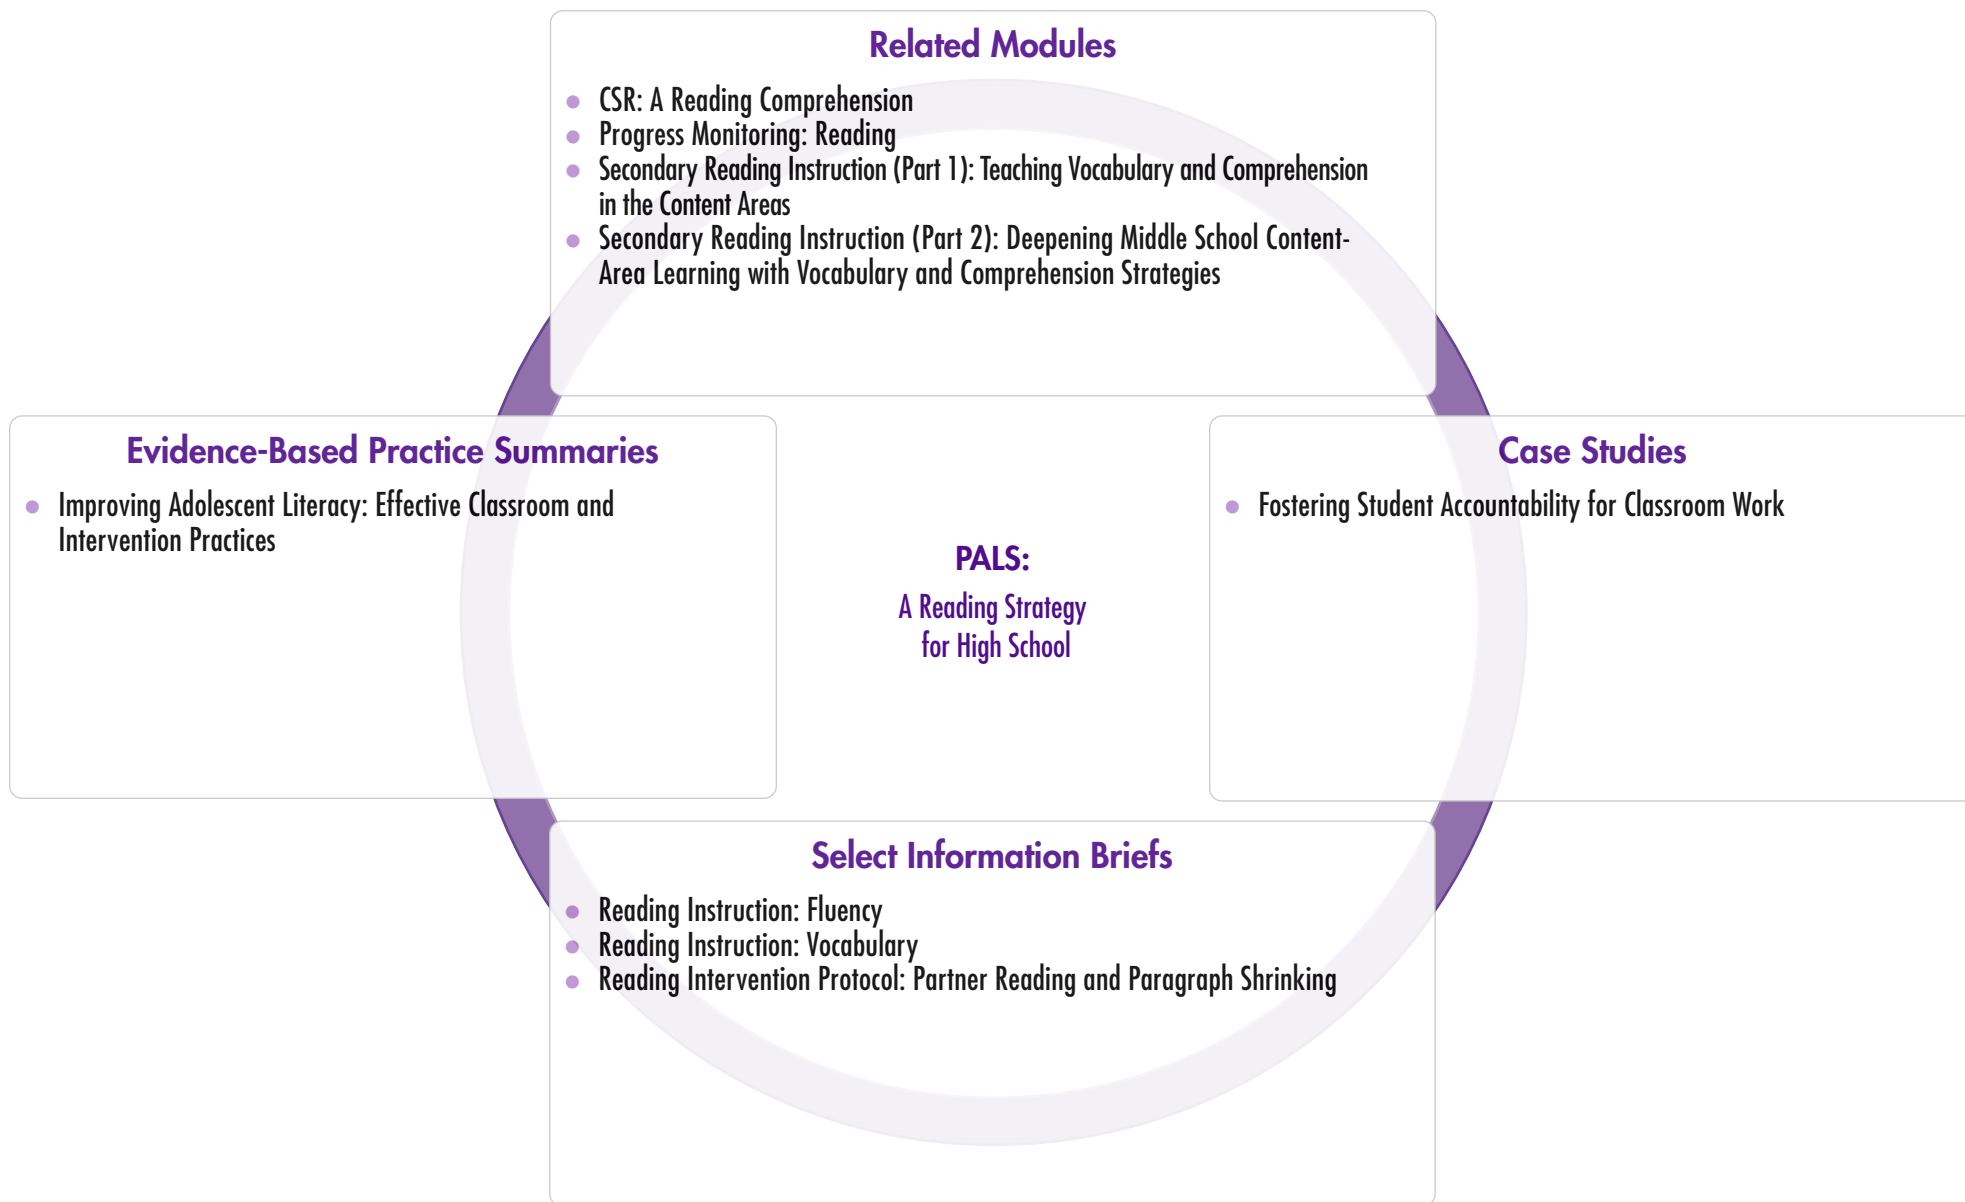 Related Modules
CSR: A Reading Comprehension
Progress Monitoring: Reading
Secondary Reading Instruction (Part 1): Teaching Vocabulary and Comprehension
in the Content Areas
Secondary Reading Instruction (Part 2): Deepening Middle School Content-
Area Learning with Vocabulary and Comprehension Strategies
Evidence-Based Practice Summaries
Improving Adolescent Literacy: Effective Classroom and
Intervention Practices
PALS:
A Reading Strategy
for High School
Case Studies
Fostering Student Accountability for Classroom Work
Select Information Briefs
Reading Instruction: Fluency
Reading Instruction: Vocabulary
Reading Intervention Protocol: Partner Reading and Paragraph Shrinking